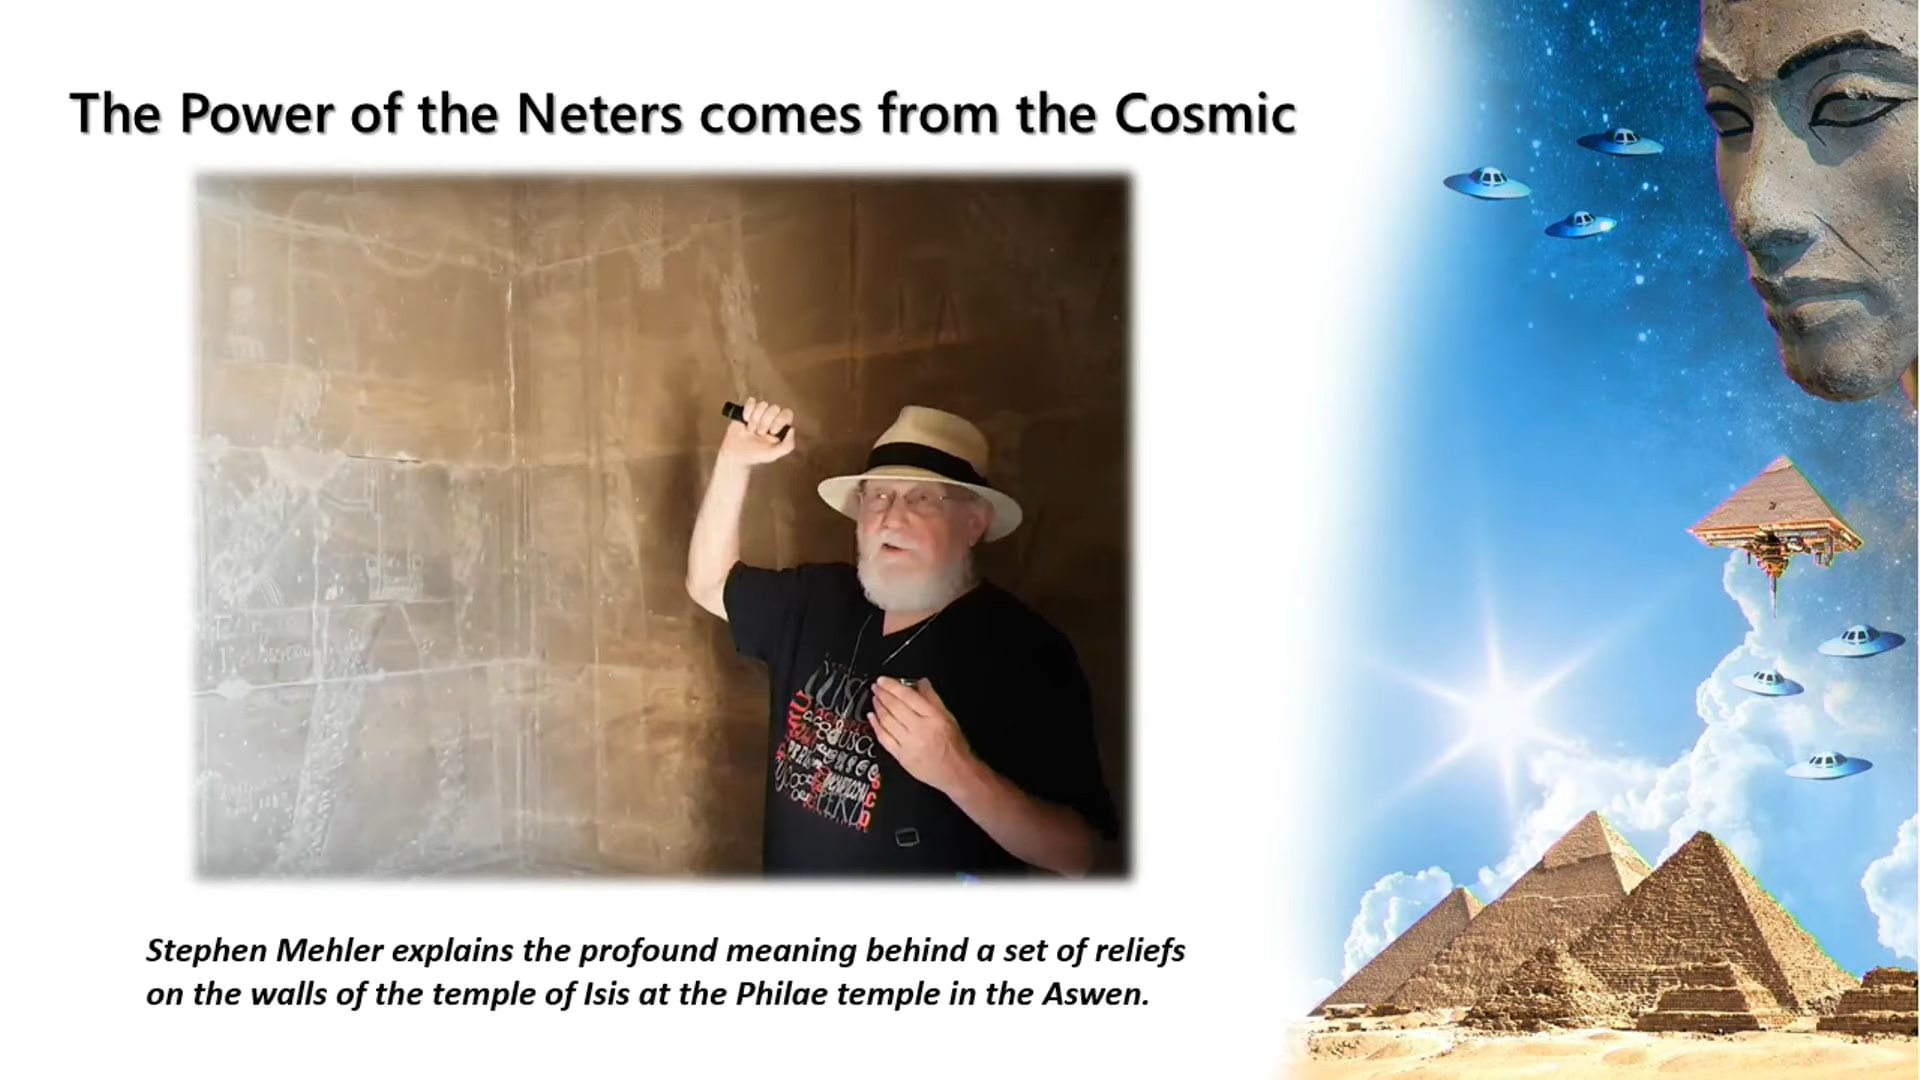 The Power of the Neters comes from the Cosmic
Stephen Mehler explains the profound meaning behind a set of reliefs
on the walls of the temple of Isis at the Philae temple in the Aswen.